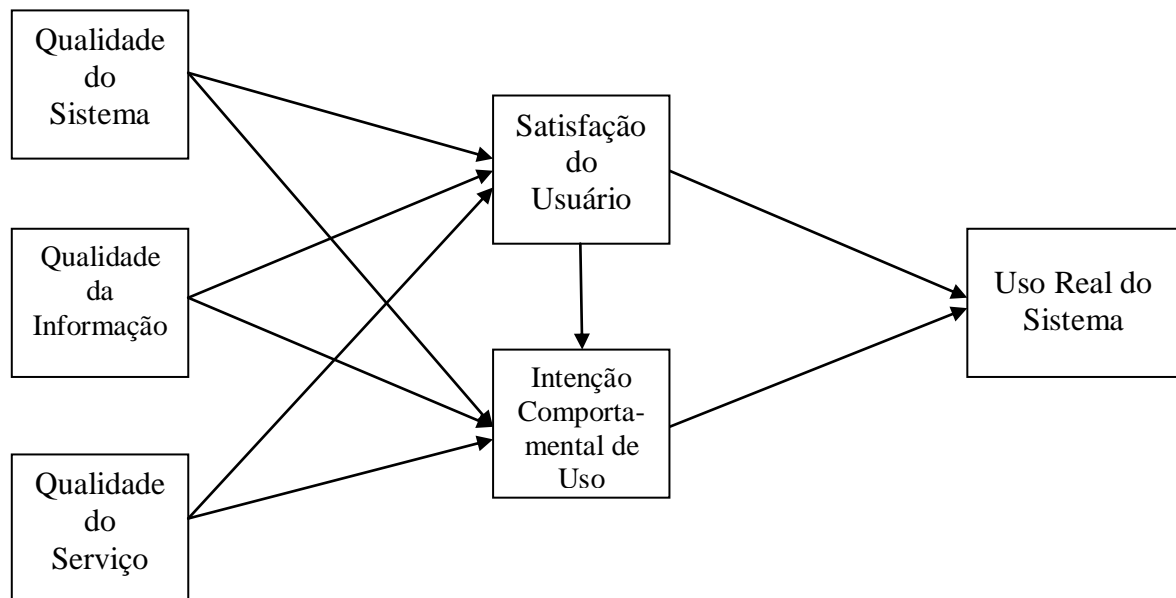 Qualidade
do
Sistema
Qualidade
da
Informação
Qualidade
do
Serviço
Satisfação
do
Usuário
Intenção
Comporta-
mental de
Uso
Uso Real do
Sistema